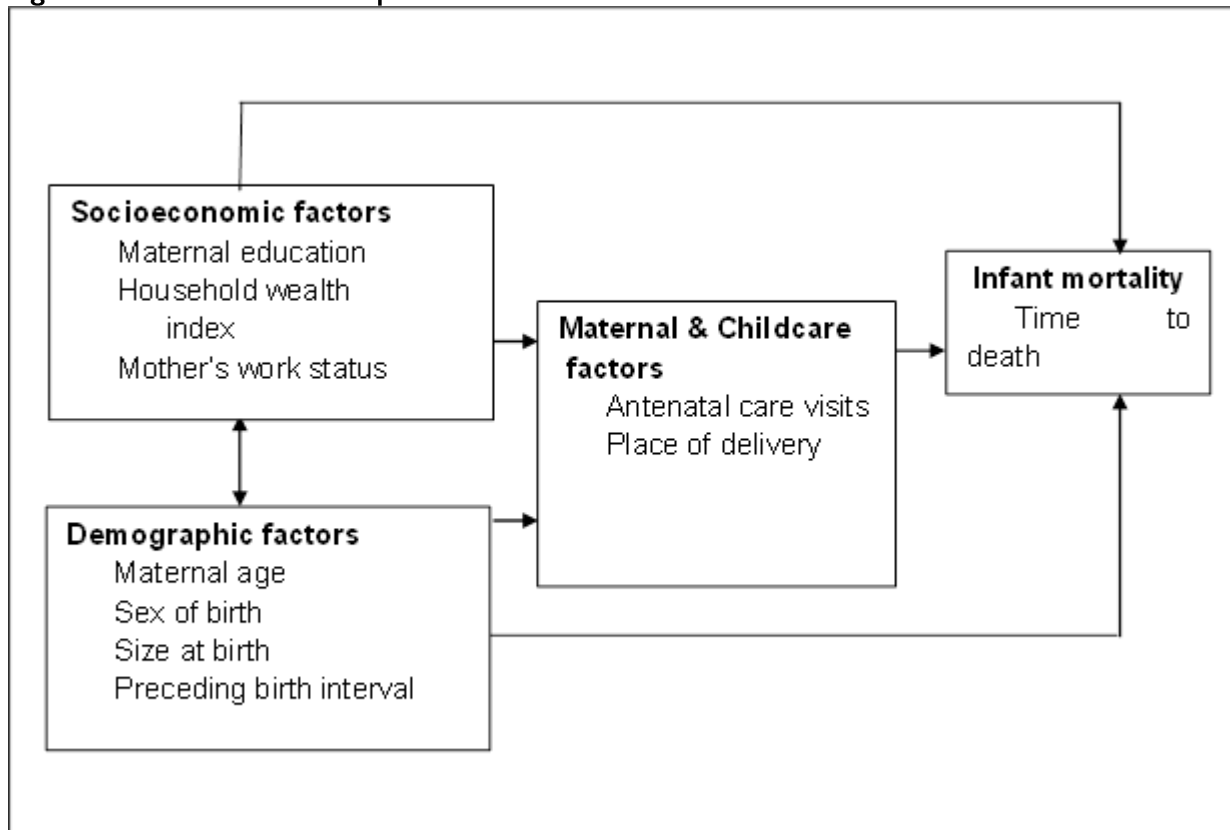 Socioeconomic factors
Maternal education
Household wealth
index
Mother's work status
Demographic factors
Maternal age
Sex of birth
Size at birth
Preceding birth interval
Maternal & Childcare
factors
Antenatal care visits
Place of delivery
Infant mortality
Time to
death